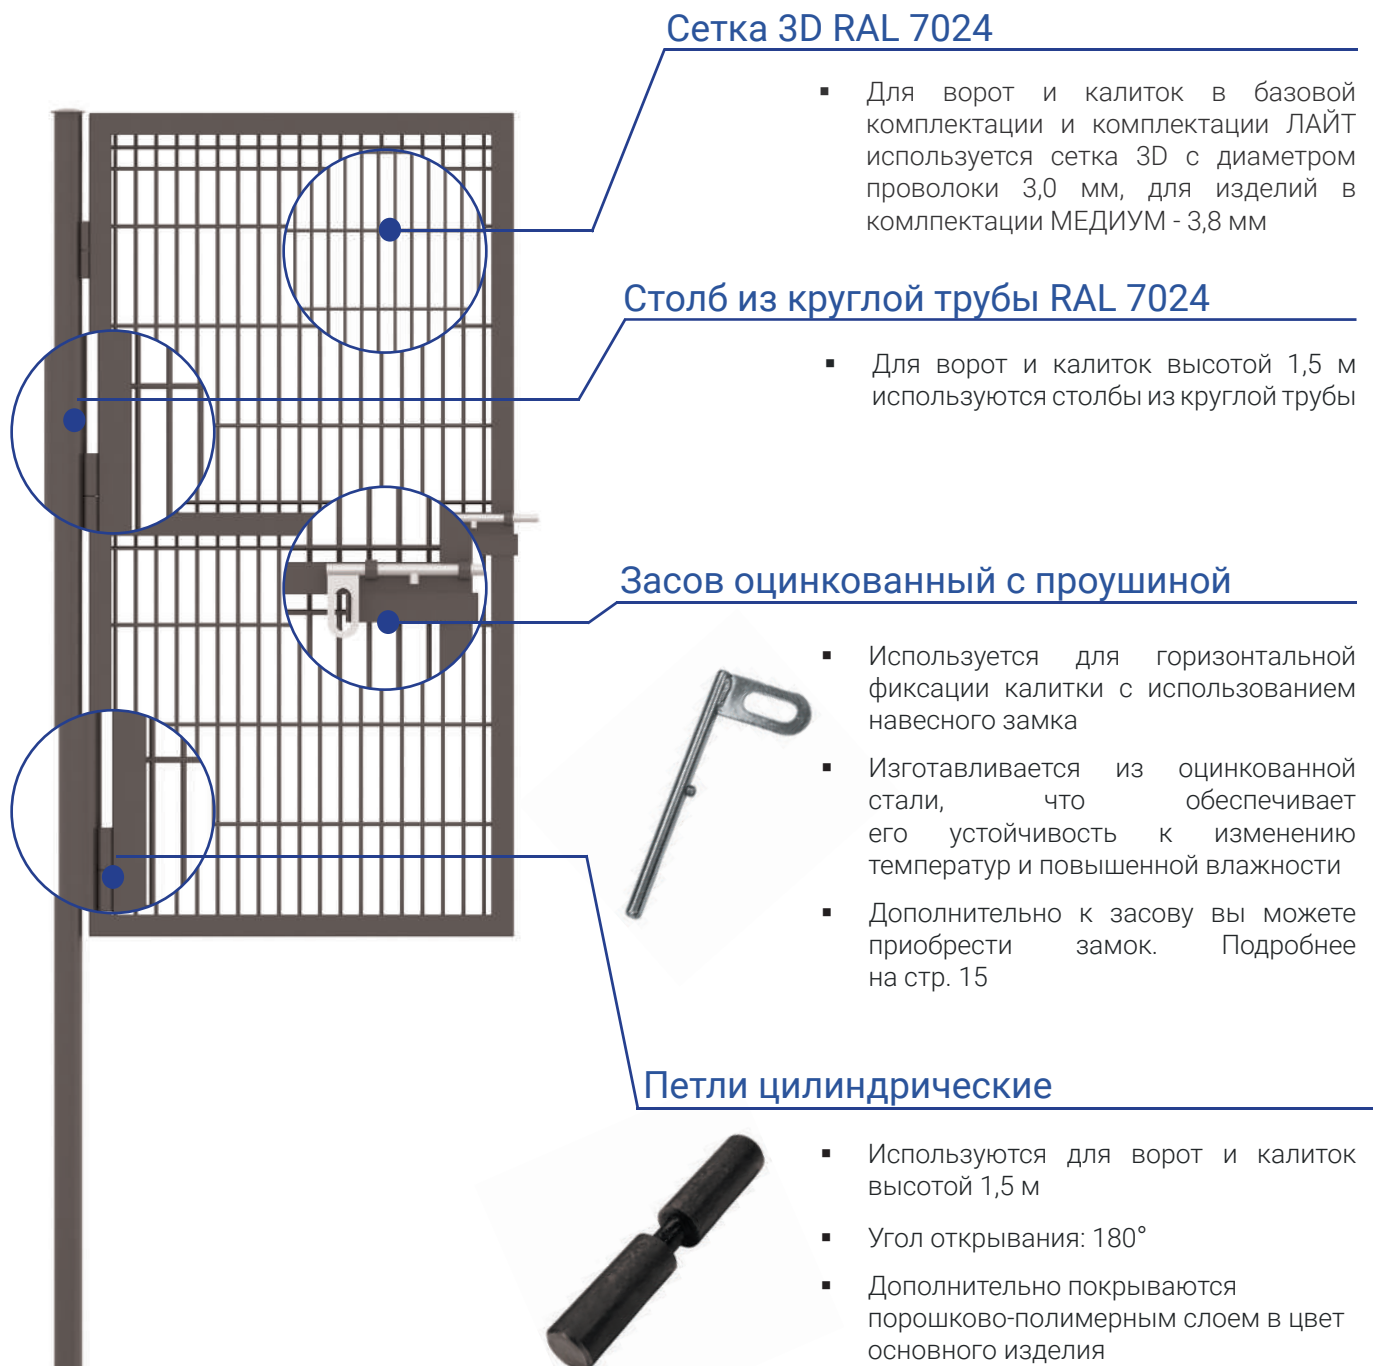 Сетка 3D RAL 7024
▪ Для ворот и калиток в базовой
комплектации и комплектации ЛАЙТ
используется сетка 3D с диаметром
проволоки 3,0 мм, для изделий в
комлпектации МЕДИУМ - 3,8 мм
Столб из круглой трубы RAL 7024
▪ Для ворот и калиток высотой 1,5 м
используются столбы из круглой трубы
Засов оцинкованный с проушиной
▪ Используется для горизонтальной
фиксации калитки с использованием
навесного замка
▪ Изготавливается из оцинкованной
стали, что обеспечивает
его устойчивость к изменению
температур и повышенной влажности
▪ Дополнительно к засову вы можете
приобрести замок. Подробнее
на стр. 15
Петли цилиндрические
▪ Используются для ворот и калиток
высотой 1,5 м
▪ Угол открывания: 180°
▪ Дополнительно покрываются
порошково-полимерным слоем в цвет
основного изделия